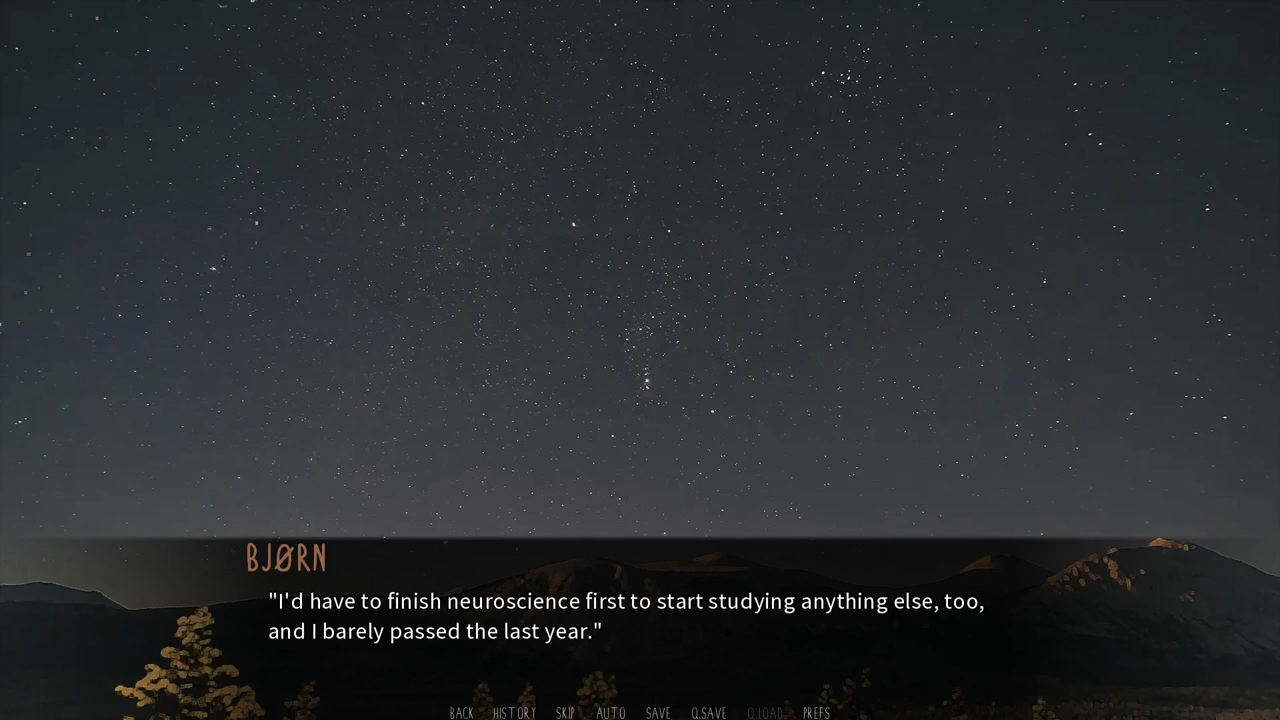 BJØRN
"I'd have to finish neuroscience first to start studying anything else, too,
and I barely passed the last year."
BACK HISTORY SKIP AUTO SAVE Q.SAVE Q.LOAD PREFS